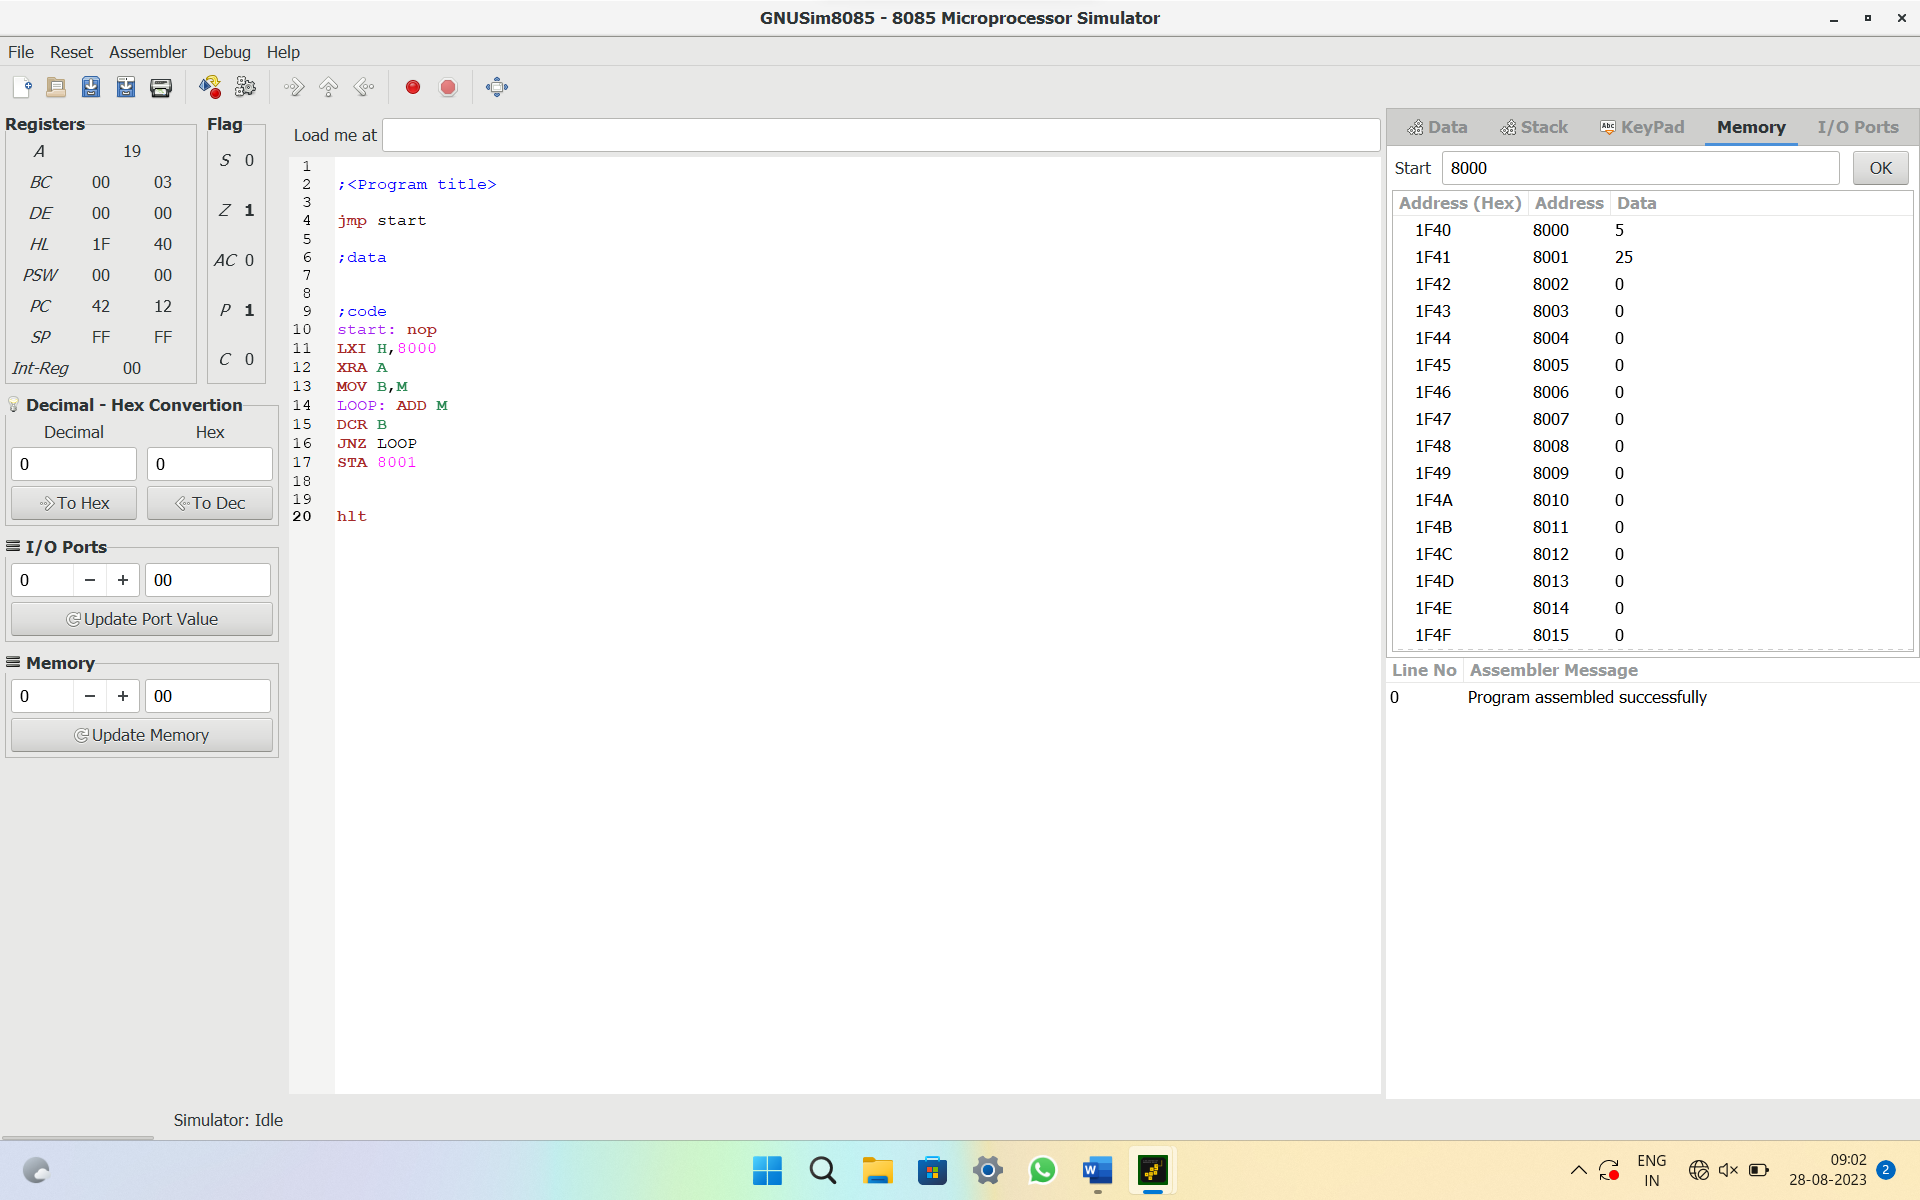 GNUSim8085 - 8085 Microprocessor Simulator
File Reset Assembler Debug Help
Registers
A 19
BC 00 03
DE 00 00
HL 1F 40
PSW 00 00
PC 42 12
SP FF FF
Int-Reg 00
Flag
S 0
Z 1
AC 0
P 1
C 0
Decimal - Hex Convertion
Decimal Hex
0 0
To Hex To Dec
I/O Ports
0 − + 00
Update Port Value
Memory
0 − + 00
Update Memory
Load me at
1
2 ;<Program title>
3
4 jmp start
5
6 ;data
7
8
9 ;code
10 start: nop
11 LXI H,8000
12 XRA A
13 MOV B,M
14 LOOP: ADD M
15 DCR B
16 JNZ LOOP
17 STA 8001
18
19
20 hlt
Data Stack Abc KeyPad Memory I/O Ports
Start 8000 OK
Address (Hex) Address Data
1F40 8000 5
1F41 8001 25
1F42 8002 0
1F43 8003 0
1F44 8004 0
1F45 8005 0
1F46 8006 0
1F47 8007 0
1F48 8008 0
1F49 8009 0
1F4A 8010 0
1F4B 8011 0
1F4C 8012 0
1F4D 8013 0
1F4E 8014 0
1F4F 8015 0
Line No Assembler Message
0 Program assembled successfully
Simulator: Idle
W
ENG
IN
09:02
28-08-2023
2